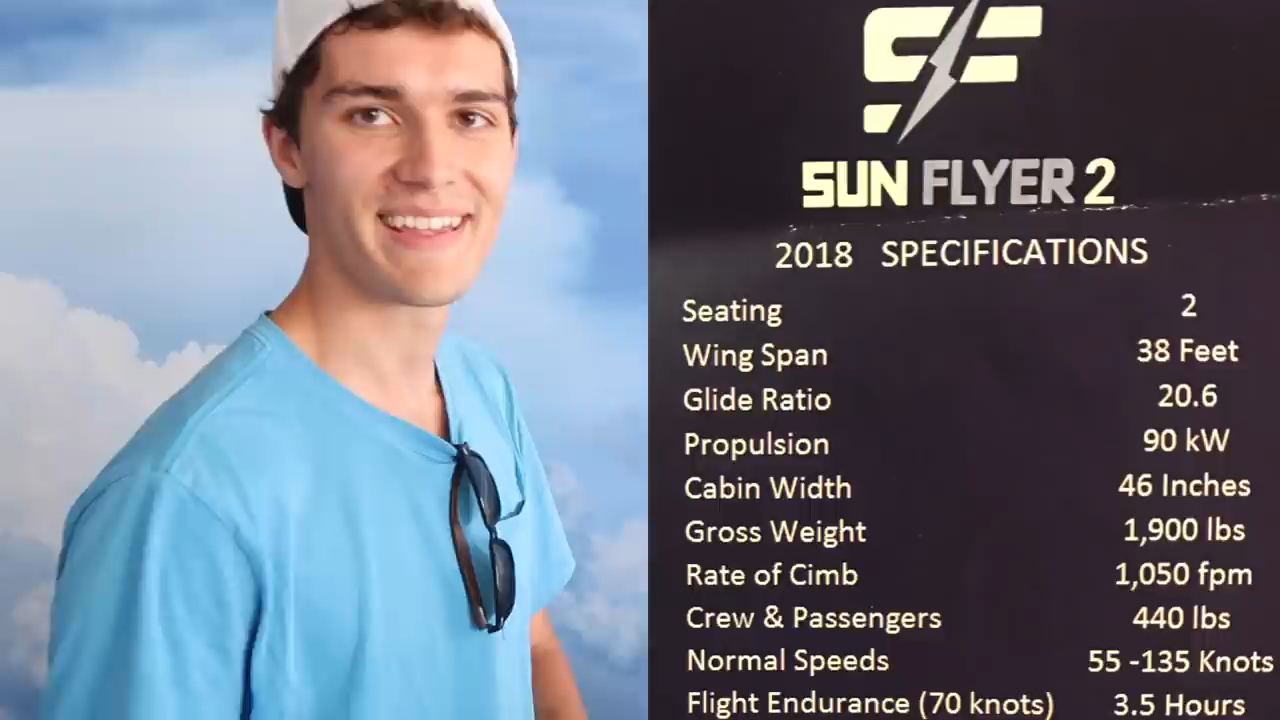 SF
SUN FLYER 2
2018 SPECIFICATIONS
Seating 2
Wing Span 38 Feet
Glide Ratio 20.6
Propulsion 90 kW
Cabin Width 46 Inches
Gross Weight 1,900 lbs
Rate of Cimb 1,050 fpm
Crew & Passengers 440 lbs
Normal Speeds 55 -135 Knots
Flight Endurance (70 knots) 3.5 Hours